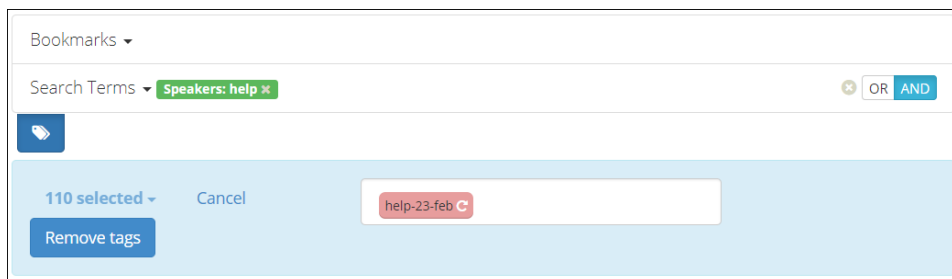 Bookmarks
Search Terms Speakers: help × OR AND
110 selected Cancel help-23-feb
Remove tags